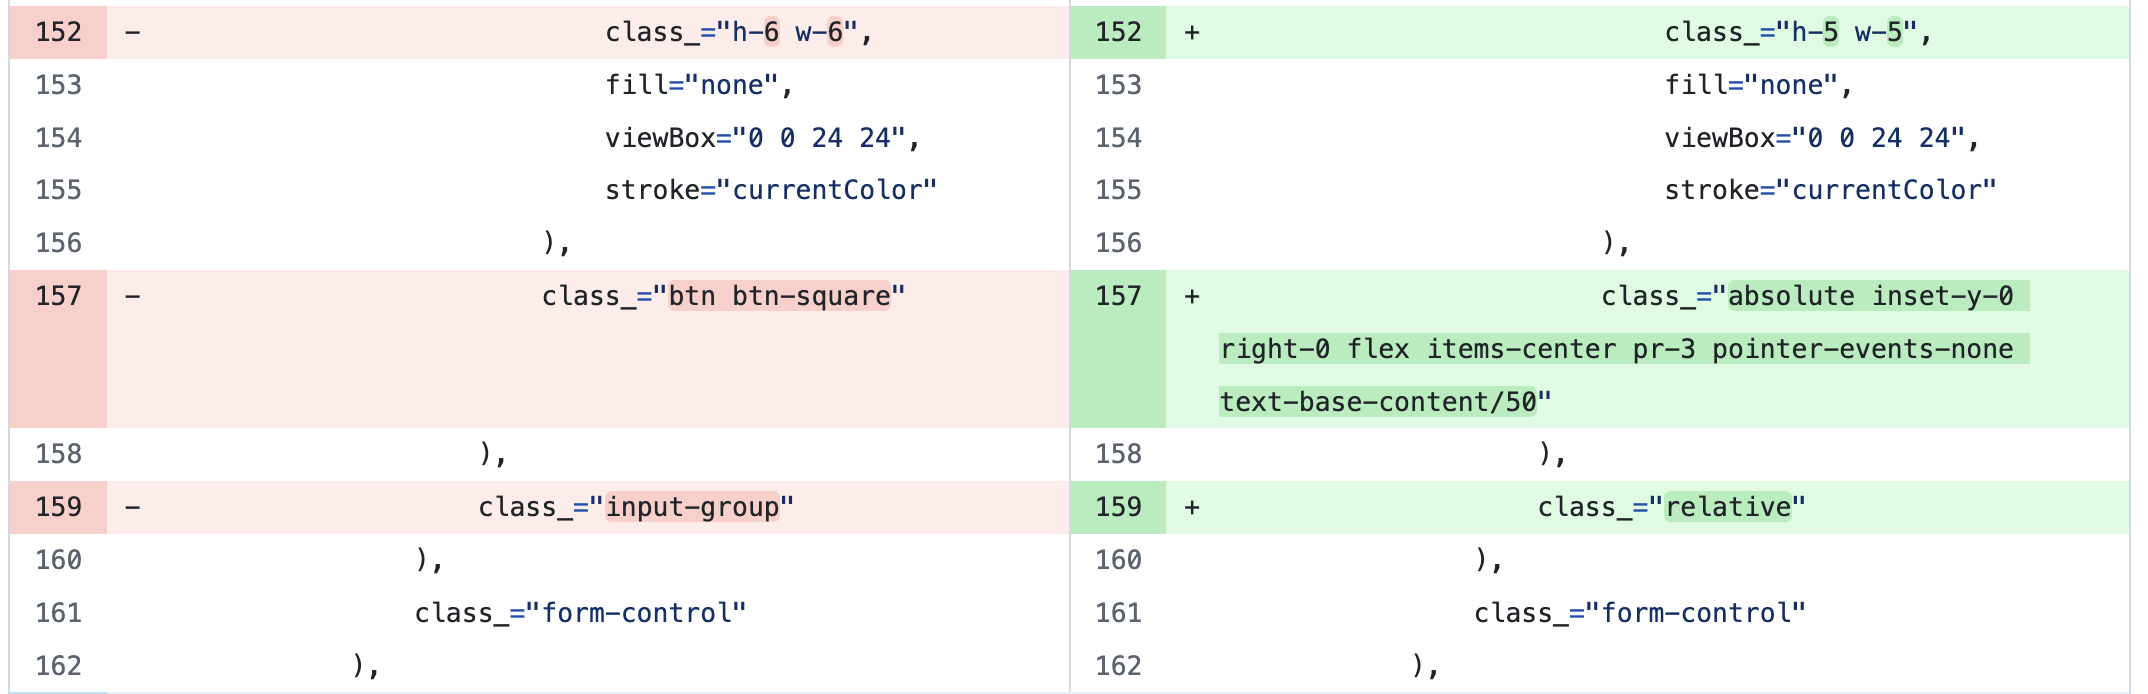 152 − class_="h-6 w-6",
153 fill="none",
154 viewBox="0 0 24 24",
155 stroke="currentColor"
156 ),
157 − class_="btn btn-square"
158 ),
159 − class_="input-group"
160 ),
161 class_="form-control"
162 ),
152 + class_="h-5 w-5",
153 fill="none",
154 viewBox="0 0 24 24",
155 stroke="currentColor"
156 ),
157 + class_="absolute inset-y-0
right-0 flex items-center pr-3 pointer-events-none
text-base-content/50"
158 ),
159 + class_="relative"
160 ),
161 class_="form-control"
162 ),